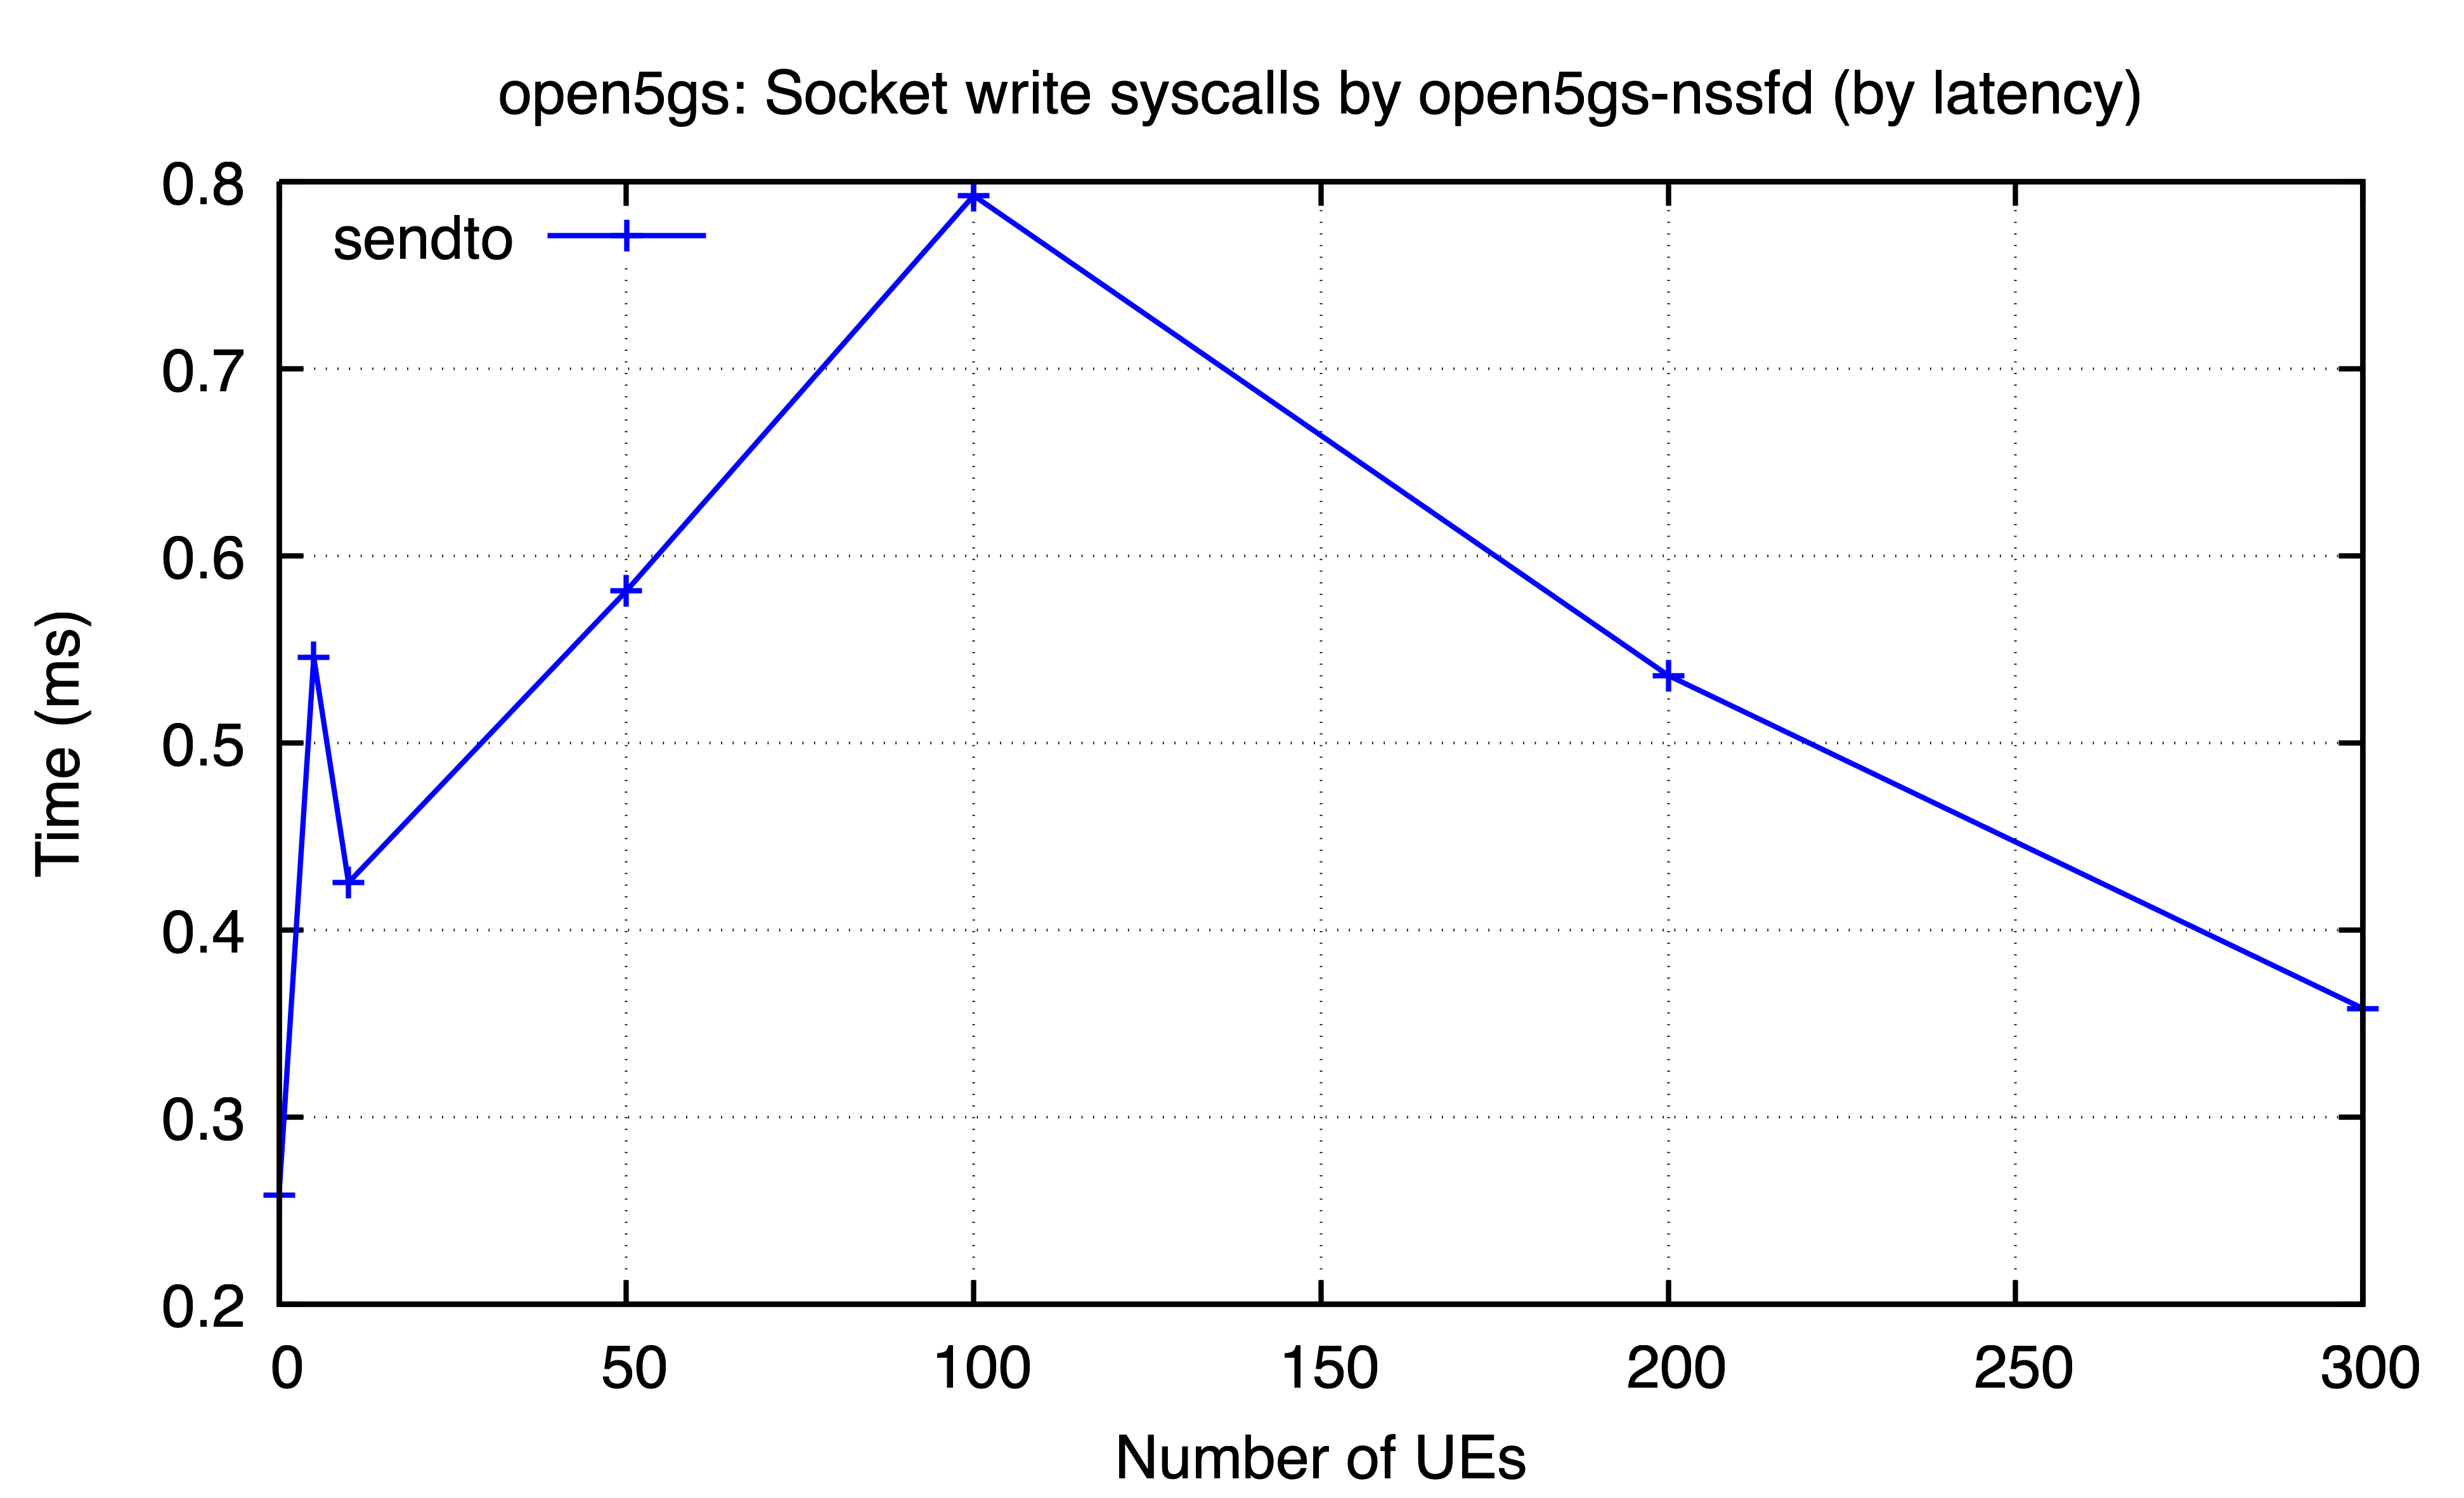 open5gs: Socket write syscalls by open5gs-nssfd (by latency)
sendto
0.8
0.7
0.6
0.5
0.4
0.3
0.2
Time (ms)
0 50 100 150 200 250 300
Number of UEs